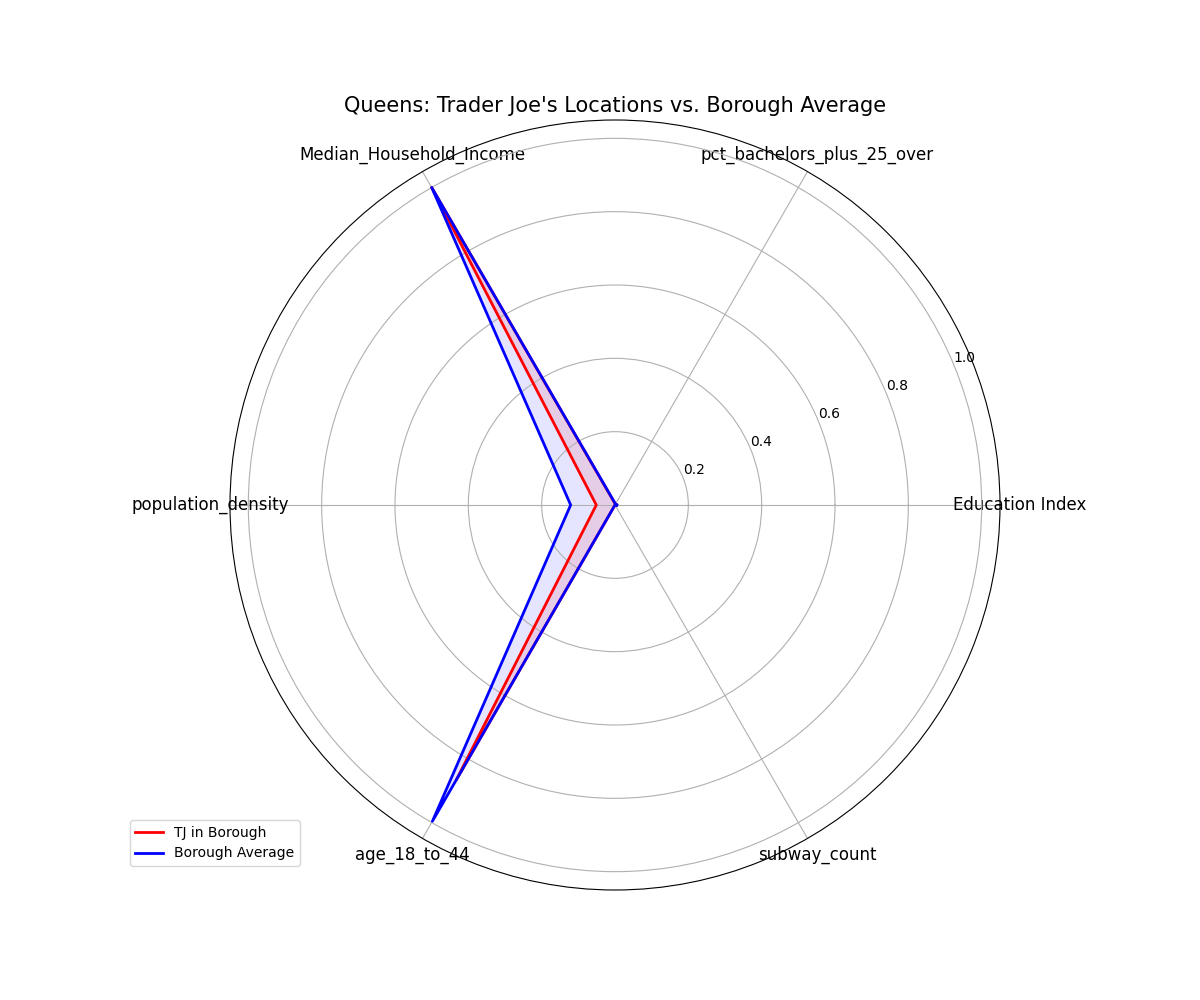 Queens: Trader Joe's Locations vs. Borough Average
Median_Household_Income
pct_bachelors_plus_25_over
1.0
0.8
0.6
0.4
0.2
population_density
Education Index
TJ in Borough
Borough Average
age_18_to_44
subway_count